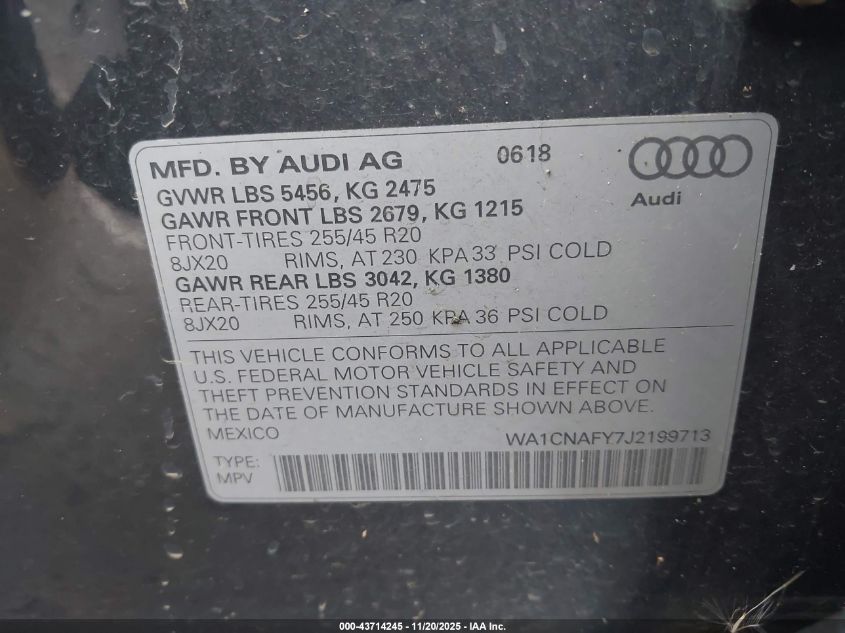 MFD. BY AUDI AG 0618
GVWR LBS 5456, KG 2475
GAWR FRONT LBS 2679, KG 1215
Audi
FRONT-TIRES 255/45 R20
8JX20 RIMS, AT 230 KPA 33 PSI COLD
GAWR REAR LBS 3042, KG 1380
REAR-TIRES 255/45 R20
8JX20 RIMS, AT 250 KPA 36 PSI COLD
THIS VEHICLE CONFORMS TO ALL APPLICABLE
U.S. FEDERAL MOTOR VEHICLE SAFETY AND
THEFT PREVENTION STANDARDS IN EFFECT ON
THE DATE OF MANUFACTURE SHOWN ABOVE.
MEXICO WA1CNAFY7J2199713
TYPE:
MPV
000-43714245 - 11/20/2025 - IAA Inc.